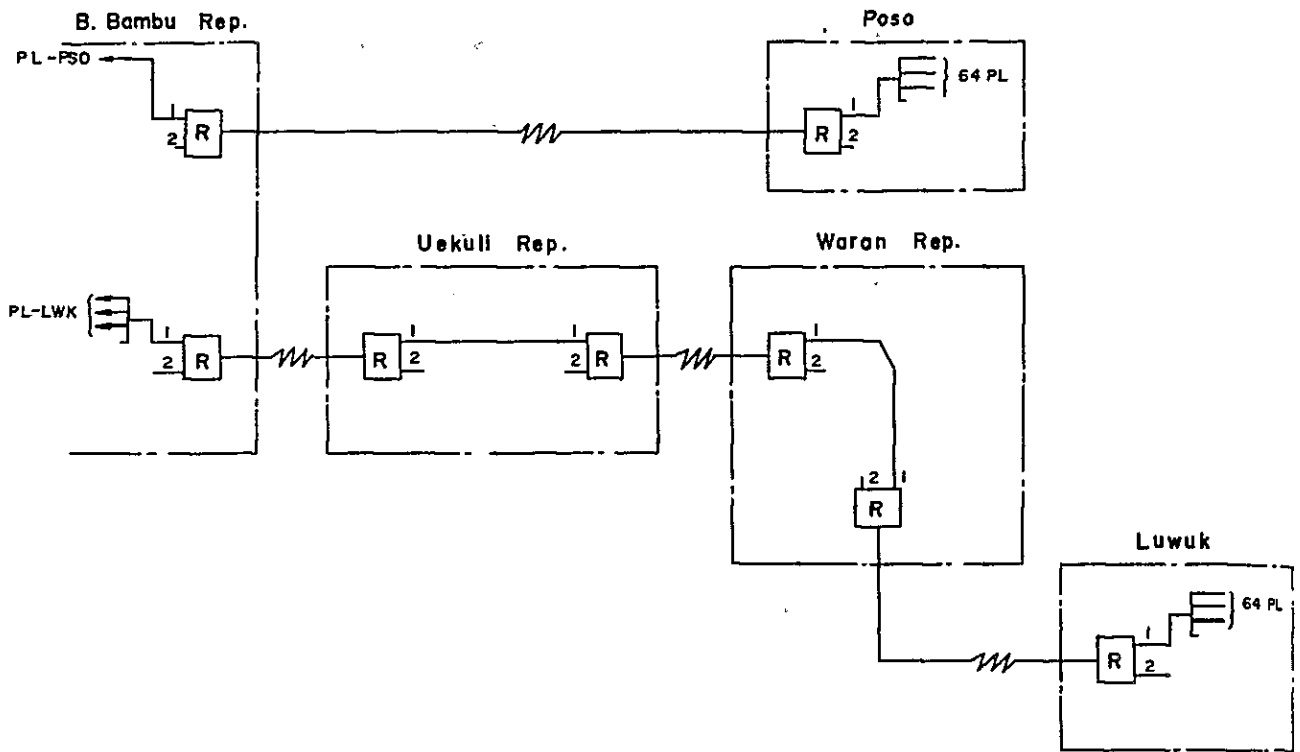 B. Bambu Rep.
PL-PSO
1
2
R
Poso
R
1
2
64 PL
PL-LWK
1
2
R
Uekuli Rep.
R
1
2
1
2
R
Waran Rep.
R
1
2
2
1
R
Luwuk
R
1
2
64 PL